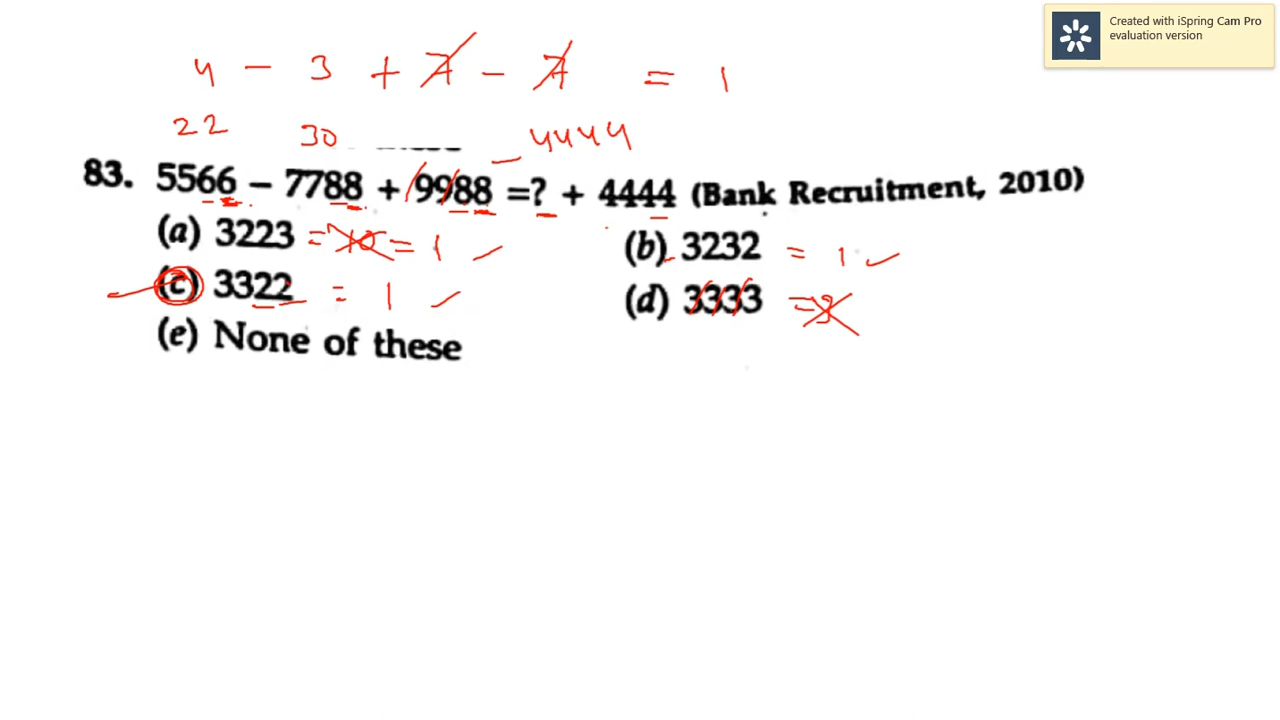 Created with iSpring Cam Pro
evaluation version
4 - 3 + 7 - 7 = 1
22 30 - 4444
83. 5566 – 7788 + 9988 =? + 4444 (Bank Recruitment, 2010)
(a) 3223 = = 1 ✓ (b) 3232 = 1 ✓
(c) 3322 = 1 ✓ (d) 3333 = 3
(e) None of these